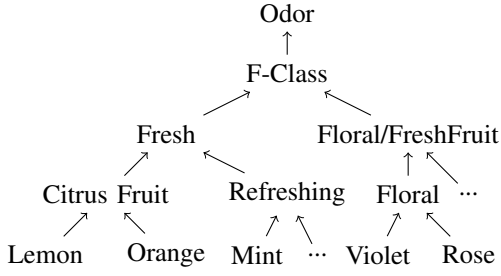 Odor
F-Class
Fresh Floral/FreshFruit
Citrus Fruit Refreshing Floral ...
Lemon Orange Mint ... Violet Rose